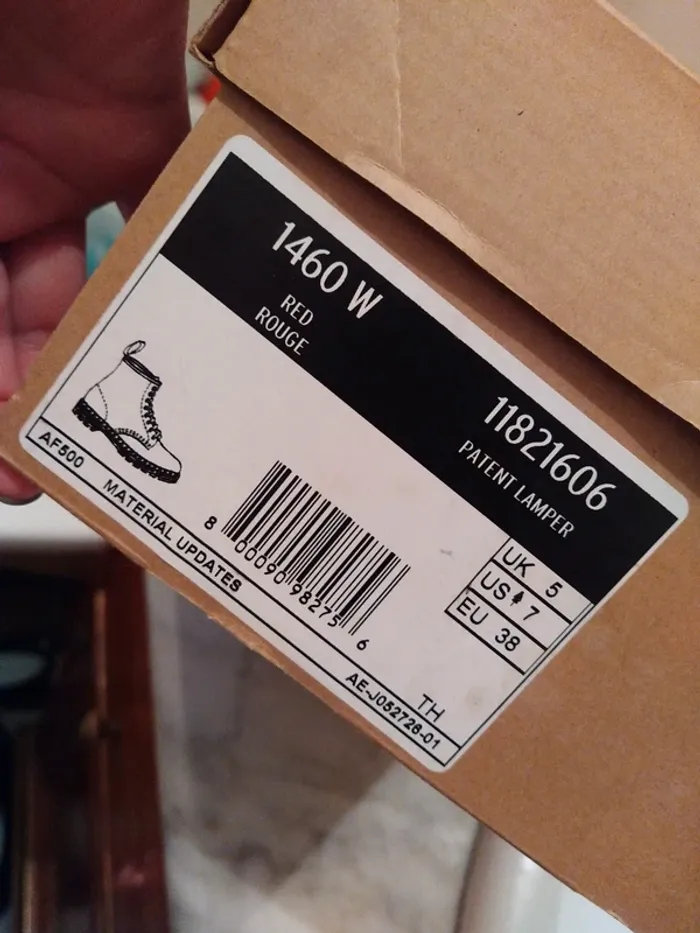 1460 W
RED
ROUGE
11821606
PATENT LAMPER
UK 5
US 7
EU 38
8 00090 98275 6
TH
AF500
MATERIAL UPDATES
AE-J052728-01